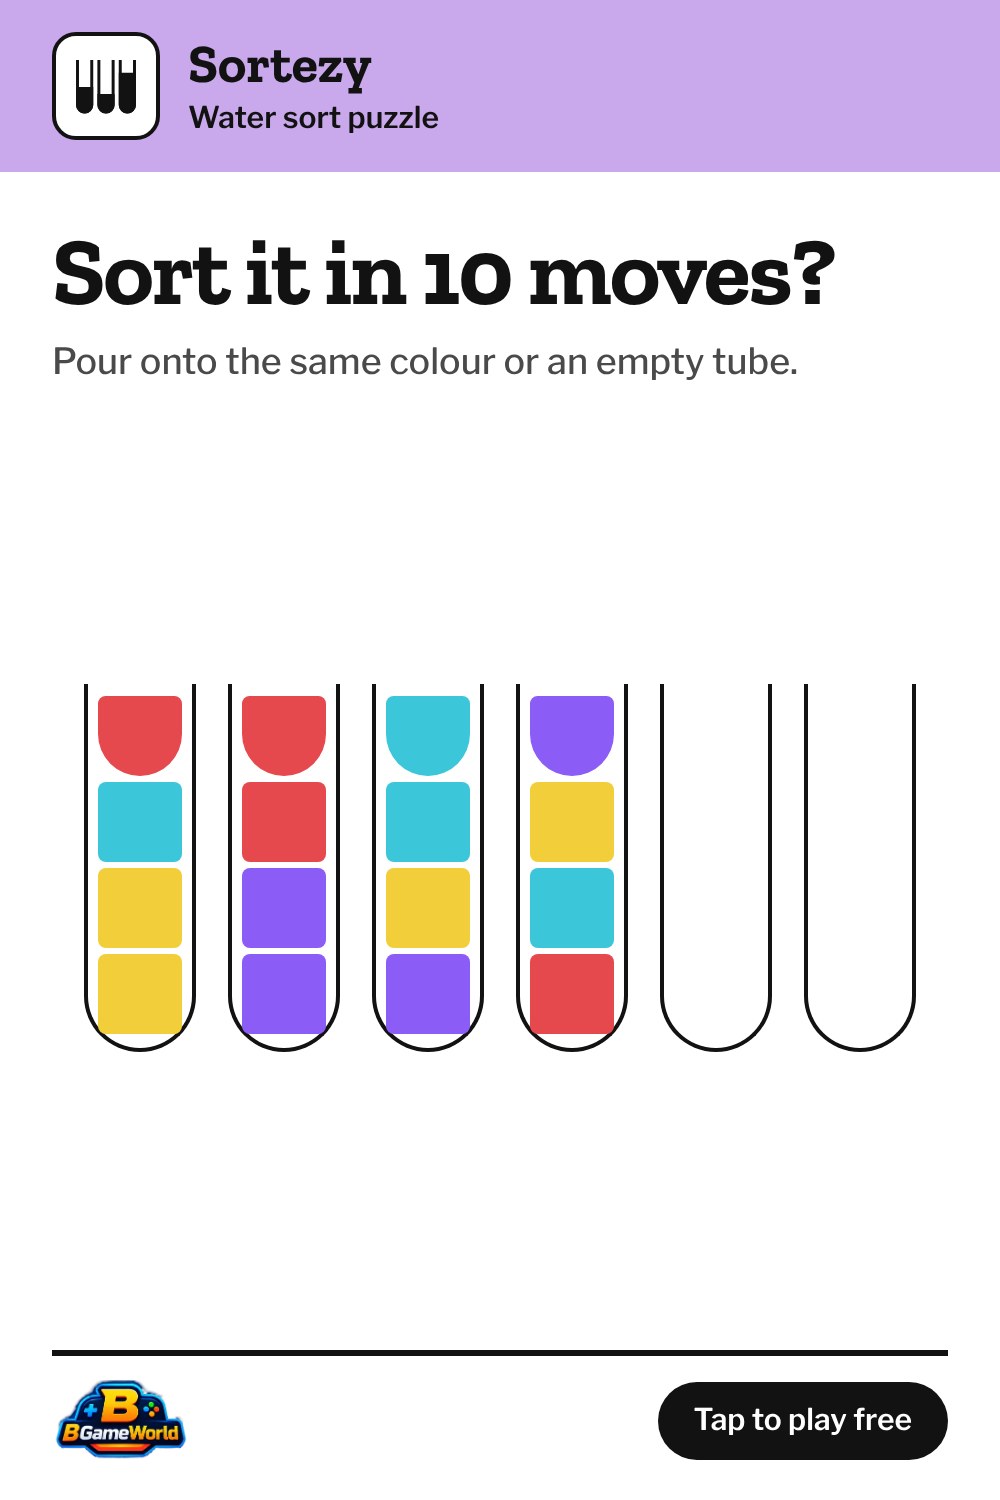 Sortezy
Water sort puzzle
Sort it in 10 moves?
Pour onto the same colour or an empty tube.
B
BGameWorld
Tap to play free